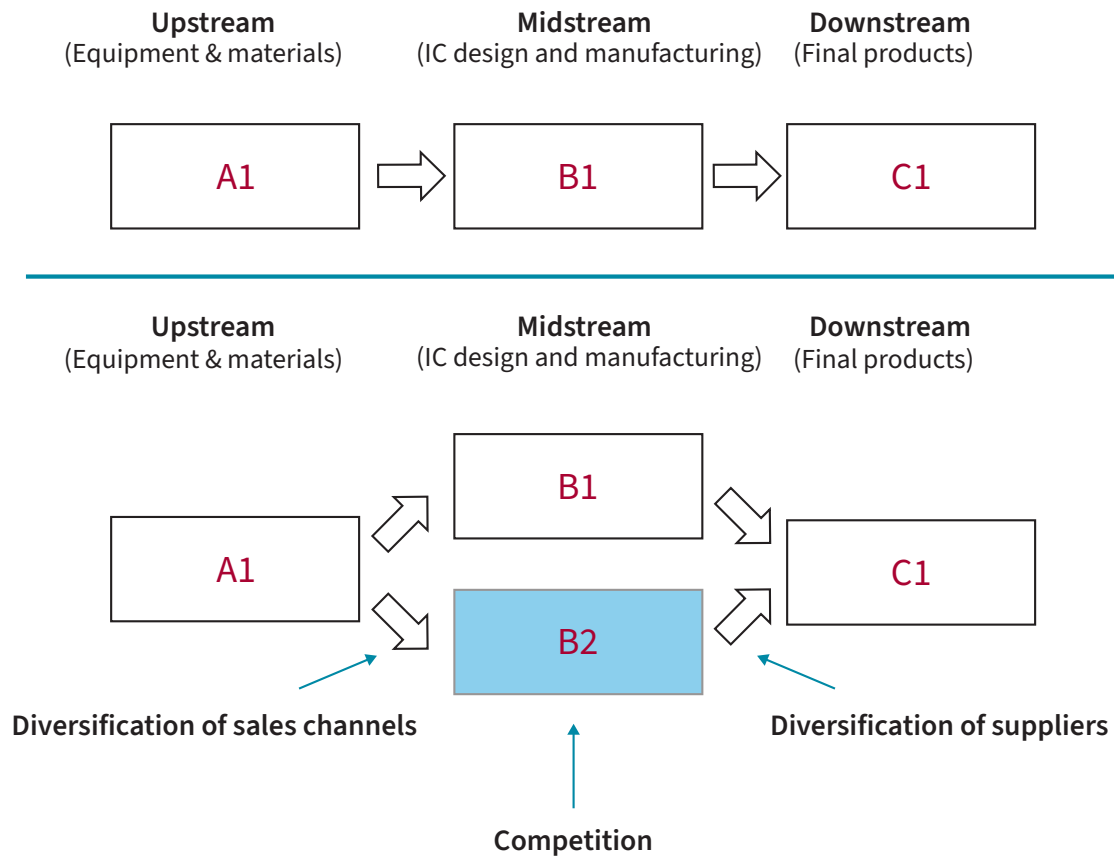 Upstream
(Equipment & materials)
Midstream
(IC design and manufacturing)
Downstream
(Final products)
A1
B1
C1
Upstream
(Equipment & materials)
Midstream
(IC design and manufacturing)
Downstream
(Final products)
B1
A1
C1
B2
Diversification of sales channels
Diversification of suppliers
Competition